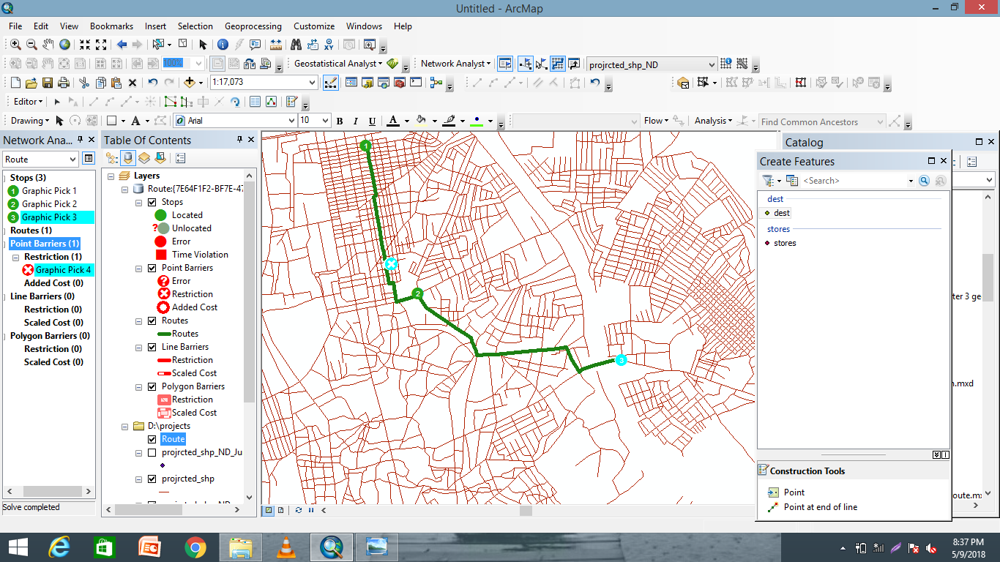 Untitled - ArcMap
File Edit View Bookmarks Insert Selection Geoprocessing Customize Windows Help
100% Geostatistical Analyst Network Analyst projrcted_shp_ND
1:17,073
Editor
Drawing A Arial 10 B I U A Flow Analysis Find Common Ancestors
Network Ana...
Route
Stops (3)
1 Graphic Pick 1
2 Graphic Pick 2
3 Graphic Pick 3
Routes (1)
Point Barriers (1)
Restriction (1)
Graphic Pick 4
Added Cost (0)
Line Barriers (0)
Restriction (0)
Scaled Cost (0)
Polygon Barriers (0)
Restriction (0)
Scaled Cost (0)
Solve completed
Table Of Contents
Layers
Route:{7E64F1F2-BF7E-47
Stops
Located
Unlocated
Error
Time Violation
Point Barriers
Error
Restriction
Added Cost
Routes
Routes
Line Barriers
Restriction
Scaled Cost
Polygon Barriers
Restriction
Scaled Cost
D:\projects
Route
projrcted_shp_ND_Ju
projrcted_shp
1
2
3
Catalog
Create Features
<Search>
dest
dest
stores
stores
ter 3 ge
n.mxd
oute.mx
Construction Tools
Point
Point at end of line
8:37 PM
5/9/2018